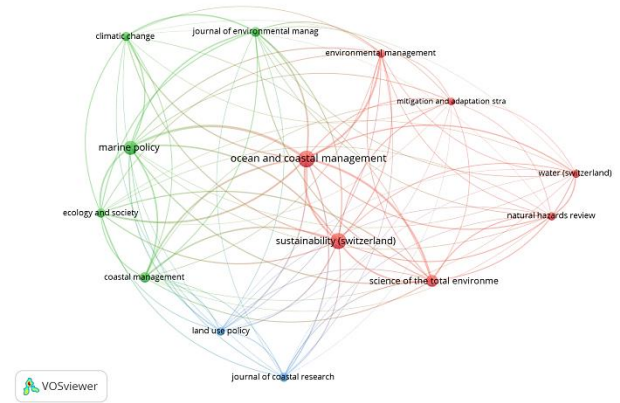 climatic change
journal of environmental manag
environmental management
mitigation and adaptation stra
marine policy
ocean and coastal management
water (switzerland)
ecology and society
natural hazards review
sustainability (switzerland)
coastal management
science of the total environme
land use policy
journal of coastal research
VOSviewer